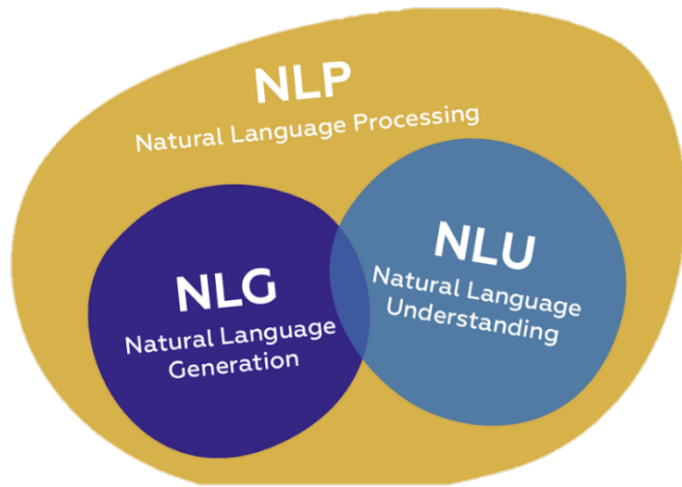 NLP
Natural Language Processing
NLG
Natural Language
Generation
NLU
Natural Language
Understanding